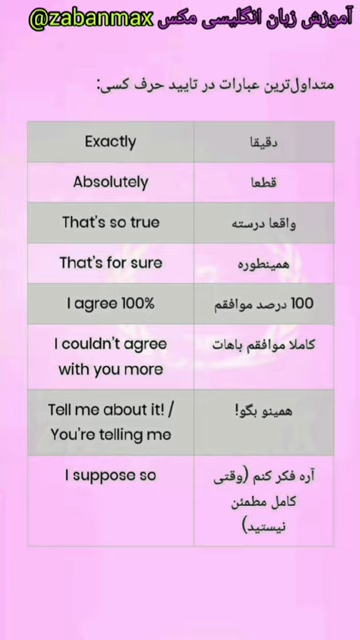 آموزش زبان انگلیسی مکس @zabanmax
متداول‌ترین عبارات در تایید حرف کسی:
Exactly دقیقا
Absolutely قطعا
That's so true واقعا درسته
That's for sure همینطوره
I agree 100% 100 درصد موافقم
I couldn't agree کاملا موافقم باهات
with you more
Tell me about it! / همینو بگو!
You're telling me
I suppose so آره فکر کنم (وقتی
کامل مطمئن
نیستید)